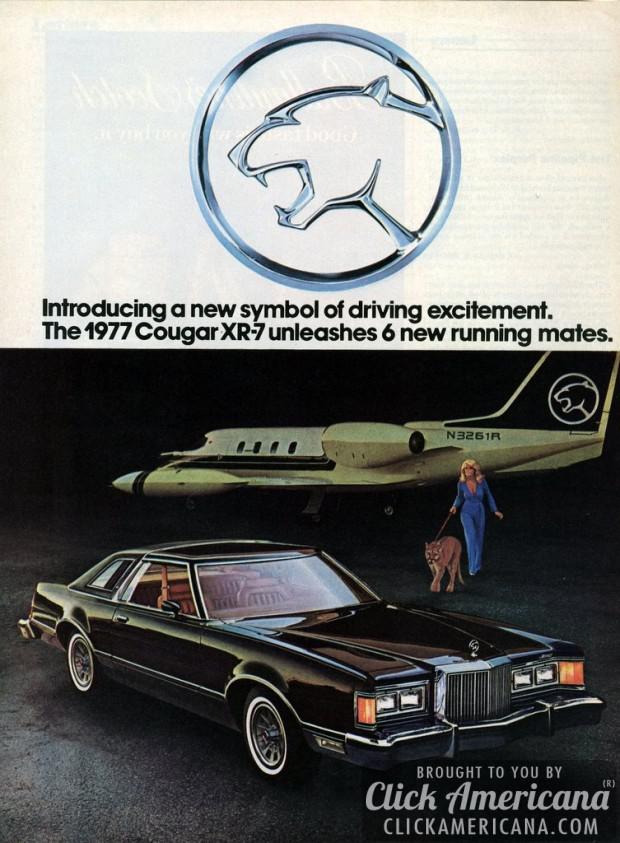 Introducing a new symbol of driving excitement.
The 1977 Cougar XR-7 unleashes 6 new running mates.
N3261R
BROUGHT TO YOU BY
Click Americana (R)
CLICKAMERICANA.COM